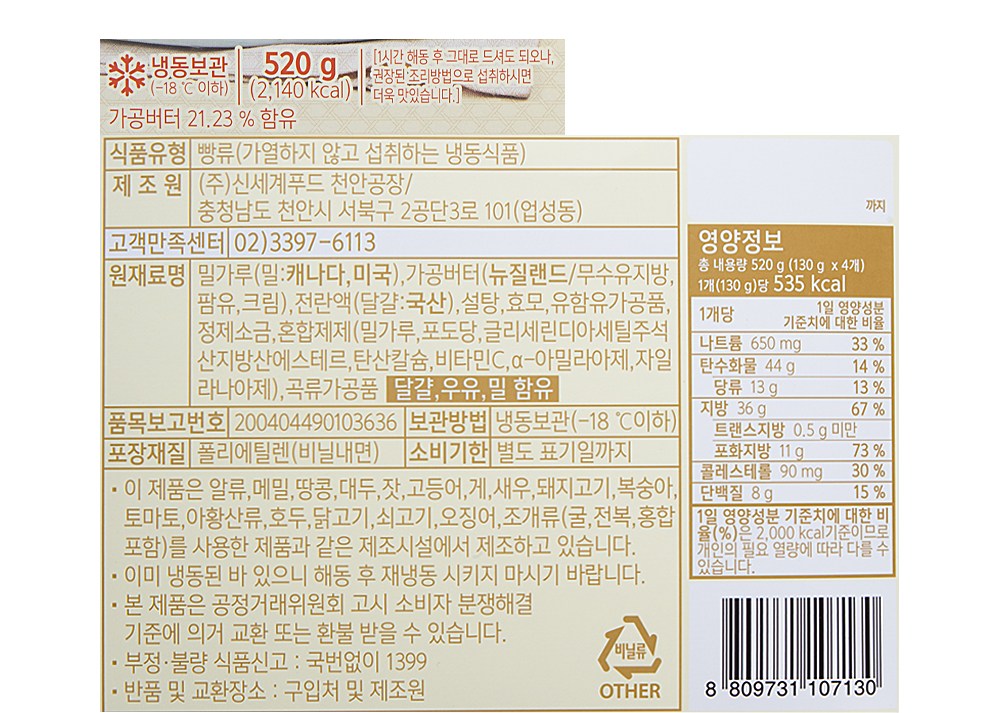 냉동보관
(-18 ℃ 이하)
520 g
(2,140 kcal)
[1시간 해동 후 그대로 드셔도 되오나,
권장된 조리방법으로 섭취하시면
더욱 맛있습니다.]
가공버터 21.23 % 함유
식품유형 빵류(가열하지 않고 섭취하는 냉동식품)
제 조 원 (주)신세계푸드 천안공장/
충청남도 천안시 서북구 2공단3로 101(업성동)
고객만족센터 02)3397-6113
원재료명 밀가루(밀:캐나다,미국),가공버터(뉴질랜드/무수유지방,
팜유,크림),전란액(달걀:국산),설탕,효모,유함유가공품,
정제소금,혼합제제(밀가루,포도당,글리세린디아세틸주석
산지방산에스테르,탄산칼슘,비타민C,α-아밀라아제,자일
라나아제),곡류가공품 달걀,우유,밀 함유
품목보고번호 200404490103636 보관방법 냉동보관(-18 ℃이하)
포장재질 폴리에틸렌(비닐내면) 소비기한 별도 표기일까지
· 이 제품은 알류,메밀,땅콩,대두,잣,고등어,게,새우,돼지고기,복숭아,
토마토,아황산류,호두,닭고기,쇠고기,오징어,조개류(굴,전복,홍합
포함)를 사용한 제품과 같은 제조시설에서 제조하고 있습니다.
· 이미 냉동된 바 있으니 해동 후 재냉동 시키지 마시기 바랍니다.
· 본 제품은 공정거래위원회 고시 소비자 분쟁해결
기준에 의거 교환 또는 환불 받을 수 있습니다.
· 부정·불량 식품신고 : 국번없이 1399
· 반품 및 교환장소 : 구입처 및 제조원
비닐류
OTHER
까지
영양정보
총 내용량 520 g (130 g x 4개)
1개(130 g)당 535 kcal
1개당 1일 영양성분
기준치에 대한 비율
나트륨 650 mg 33 %
탄수화물 44 g 14 %
당류 13 g 13 %
지방 36 g 67 %
트랜스지방 0.5 g 미만
포화지방 11 g 73 %
콜레스테롤 90 mg 30 %
단백질 8 g 15 %
1일 영양성분 기준치에 대한 비
율(%)은 2,000 kcal기준이므로
개인의 필요 열량에 따라 다를 수
있습니다.
8 809731 107130